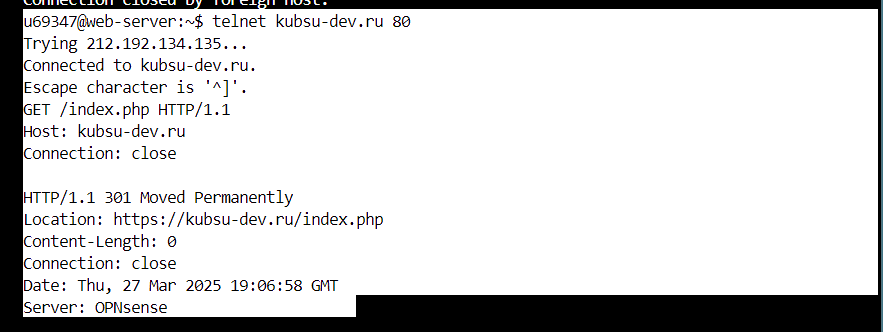 Connection closed by foreign host.
u69347@web-server:~$ telnet kubsu-dev.ru 80
Trying 212.192.134.135...
Connected to kubsu-dev.ru.
Escape character is '^]'.
GET /index.php HTTP/1.1
Host: kubsu-dev.ru
Connection: close

HTTP/1.1 301 Moved Permanently
Location: https://kubsu-dev.ru/index.php
Content-Length: 0
Connection: close
Date: Thu, 27 Mar 2025 19:06:58 GMT
Server: OPNsense